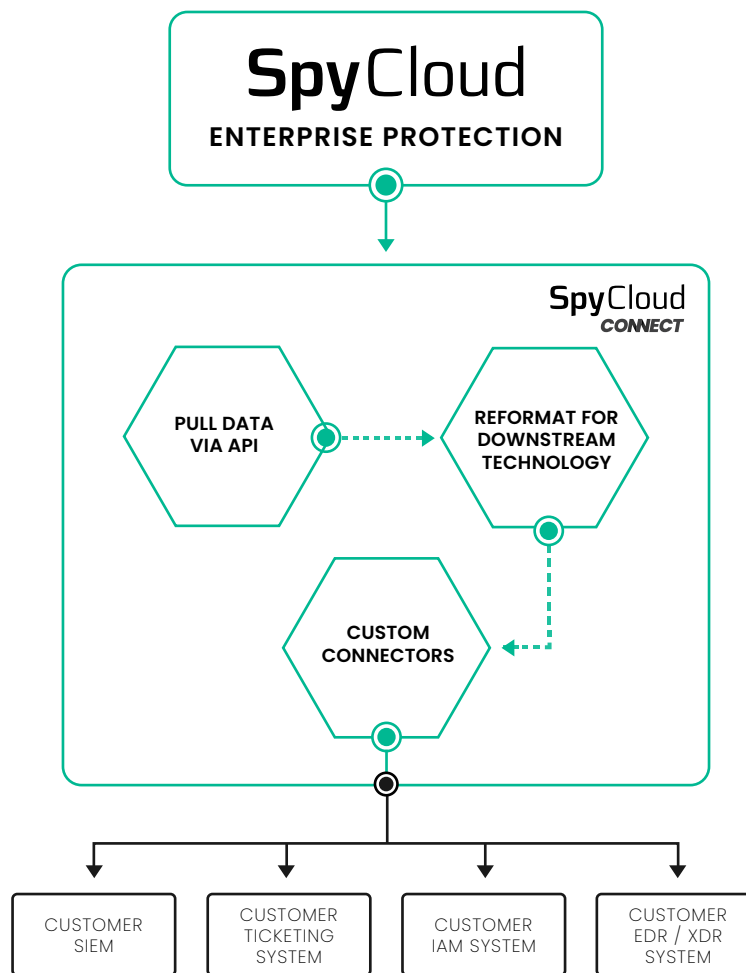 SpyCloud
ENTERPRISE PROTECTION
SpyCloud
CONNECT
PULL DATA
VIA API
REFORMAT FOR
DOWNSTREAM
TECHNOLOGY
CUSTOM
CONNECTORS
CUSTOMER
SIEM
CUSTOMER
TICKETING
SYSTEM
CUSTOMER
IAM SYSTEM
CUSTOMER
EDR / XDR
SYSTEM